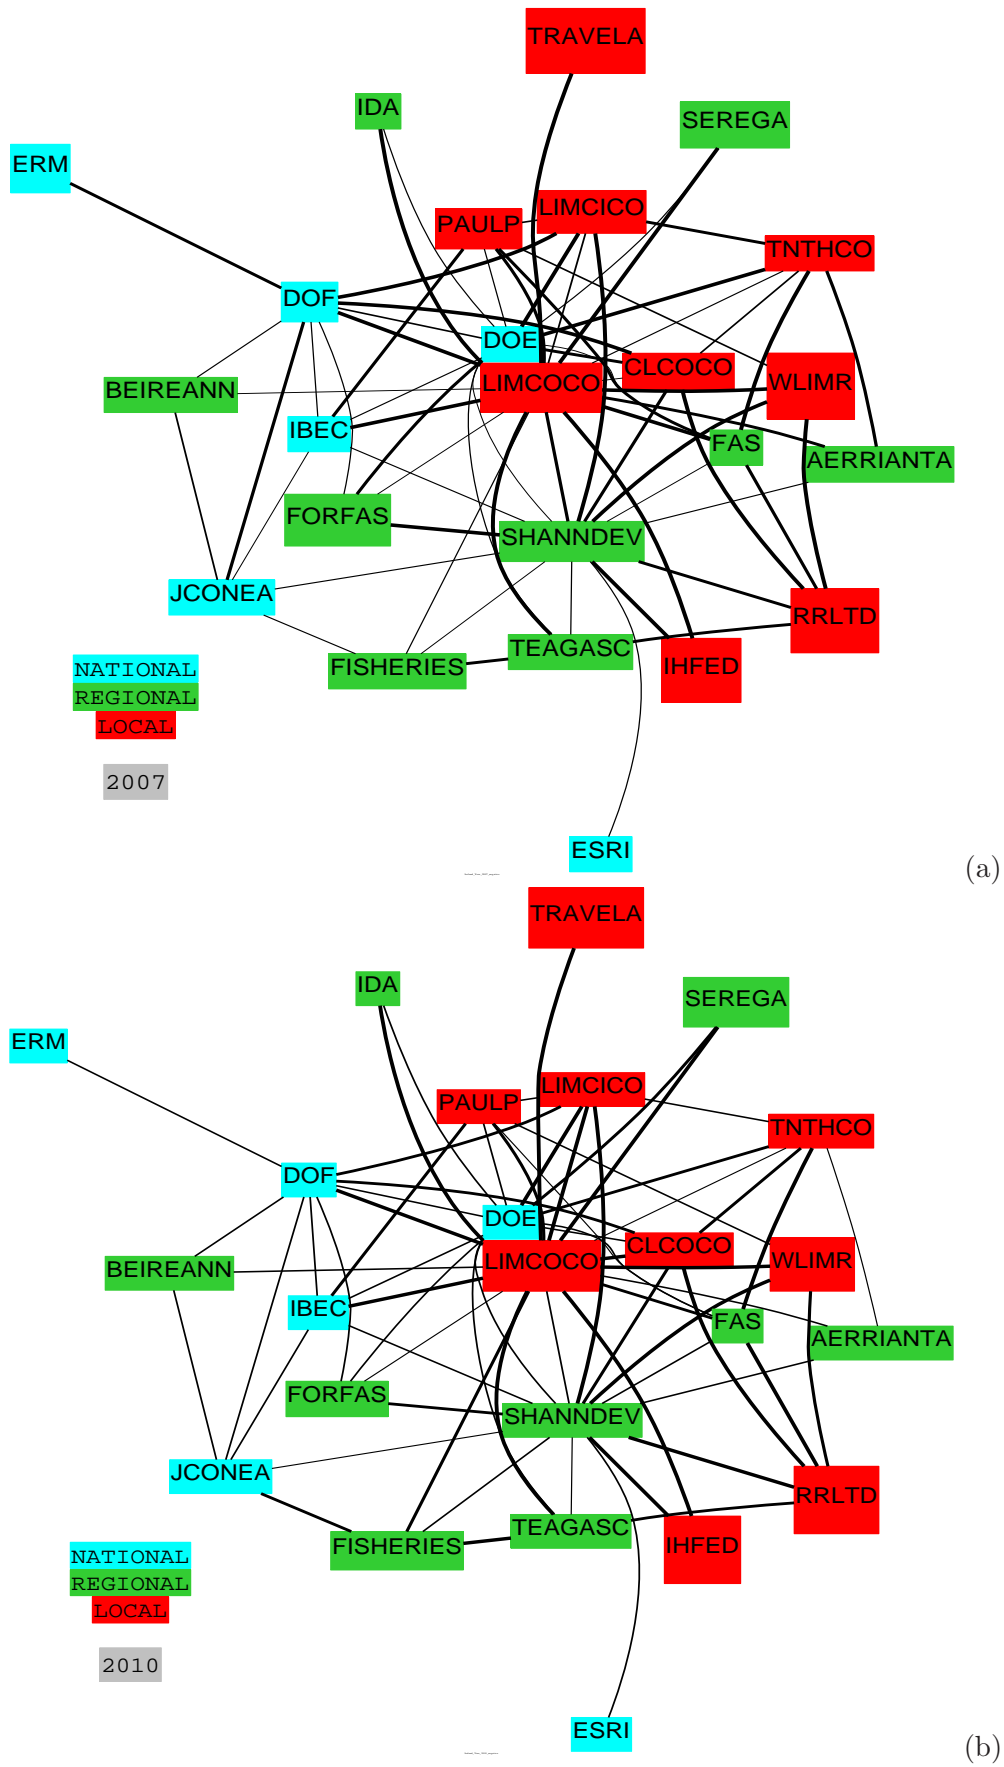 TRAVELA
IDA
SEREGA
ERM
LIMCICO
PAULP
TNTHCO
DOF
DOE
CLCOCO
LIMCOCO
WLIMR
BEIREANN
IBEC
FAS
AERRIANTA
FORFAS
SHANNDEV
JCONEA
RRLTD
TEAGASC
FISHERIES
IHFED
NATIONAL
REGIONAL
LOCAL
2007
ESRI
(a)
TRAVELA
IDA
SEREGA
ERM
LIMCICO
PAULP
TNTHCO
DOF
DOE
CLCOCO
LIMCOCO
WLIMR
BEIREANN
IBEC
FAS
AERRIANTA
FORFAS
SHANNDEV
JCONEA
RRLTD
TEAGASC
FISHERIES
IHFED
NATIONAL
REGIONAL
LOCAL
2010
ESRI
(b)